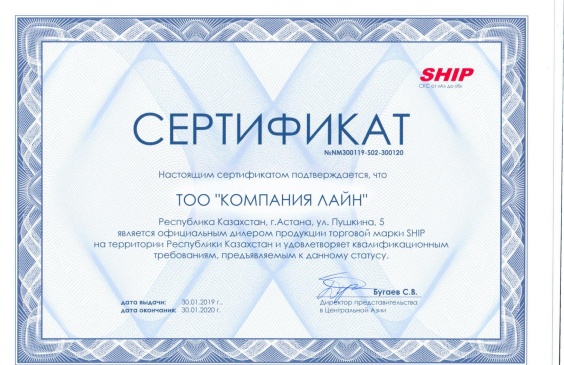 SHIP
СКС от «А» до «Я»
СЕРТИФИКАТ
№NM300119-S02-300120
Настоящим сертификатом подтверждается, что
ТОО "КОМПАНИЯ ЛАЙН"
Республика Казахстан, г.Астана, ул. Пушкина, 5
является официальным дилером продукции торговой марки SHIP
на территории Республики Казахстан и удовлетворяет квалификационным
требованиям, предъявляемым к данному статусу.
Бугаев С.В.
дата выдачи: 30.01.2019 г..
Директор представительства
дата окончания: 30.01.2020 г.
в Центральной Азии